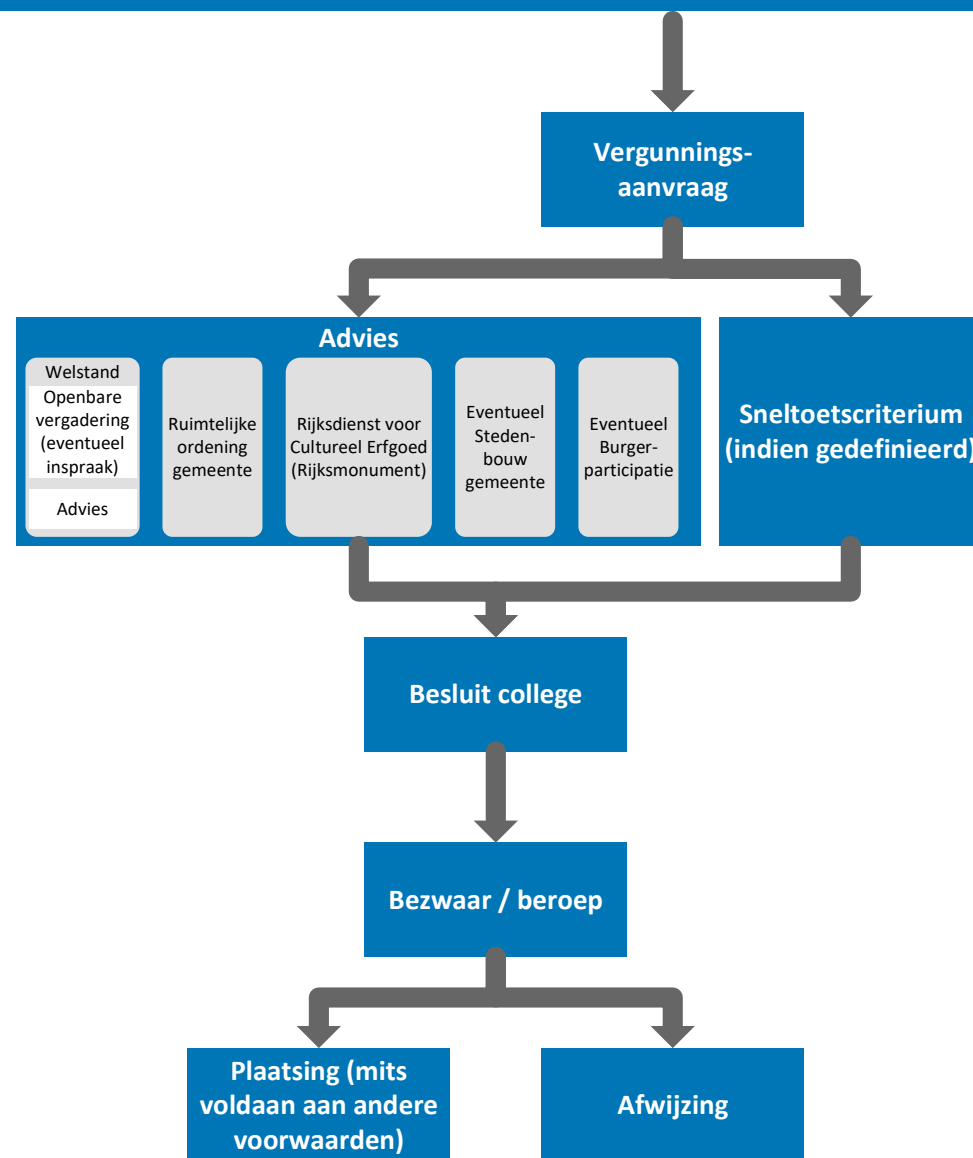 Vergunnings-
aanvraag
Advies
Welstand
Openbare
vergadering
(eventueel
inspraak)
Advies
Ruimtelijke
ordening
gemeente
Rijksdienst voor
Cultureel Erfgoed
(Rijksmonument)
Eventueel
Steden-
bouw
gemeente
Eventueel
Burger-
participatie
Sneltoetscriterium
(indien gedefinieerd)
Besluit college
Bezwaar / beroep
Plaatsing (mits
voldaan aan andere
voorwaarden)
Afwijzing